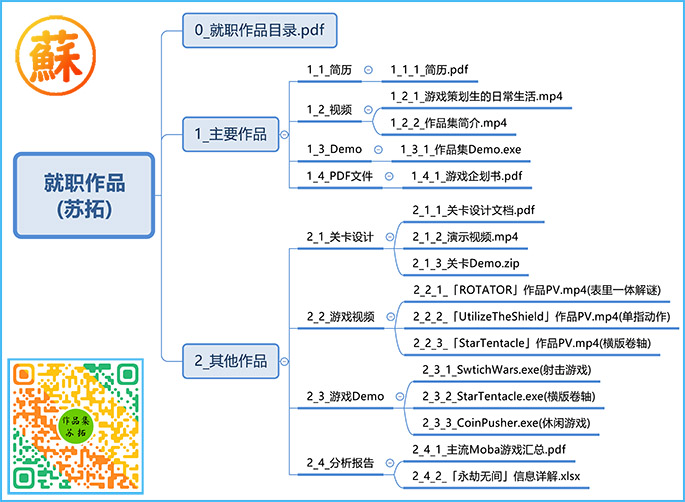 蘇
就职作品
(苏拓)
0_就职作品目录.pdf
1_主要作品
1_1_简历
1_1_1_简历.pdf
1_2_视频
1_2_1_游戏策划生的日常生活.mp4
1_2_2_作品集简介.mp4
1_3_Demo
1_3_1_作品集Demo.exe
1_4_PDF文件
1_4_1_游戏企划书.pdf
2_其他作品
2_1_关卡设计
2_1_1_关卡设计文档.pdf
2_1_2_演示视频.mp4
2_1_3_关卡Demo.zip
2_2_游戏视频
2_2_1_「ROTATOR」作品PV.mp4(表里一体解谜)
2_2_2_「UtilizeTheShield」作品PV.mp4(单指动作)
2_2_3_「StarTentacle」作品PV.mp4(横版卷轴)
2_3_游戏Demo
2_3_1_SwtichWars.exe(射击游戏)
2_3_2_StarTentacle.exe(横版卷轴)
2_3_3_CoinPusher.exe(休闲游戏)
2_4_分析报告
2_4_1_主流Moba游戏汇总.pdf
2_4_2_「永劫无间」信息详解.xlsx
作品集
苏拓